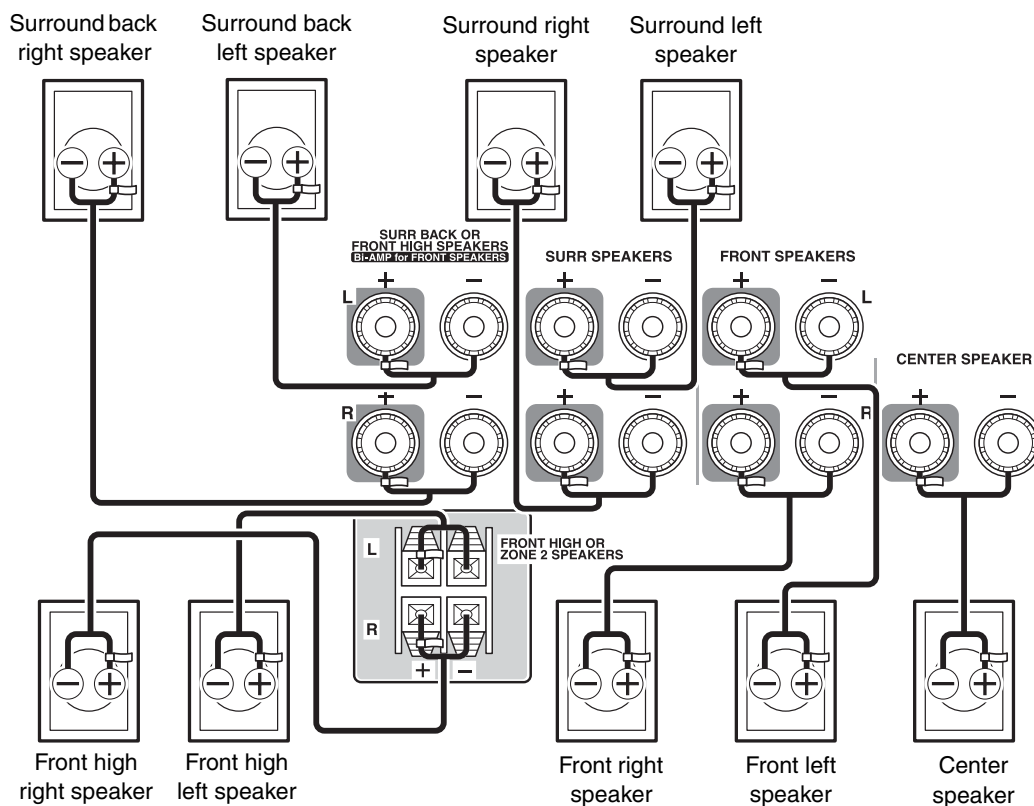 Surround back
right speaker
Surround back
left speaker
Surround right
speaker
Surround left
speaker
SURR BACK OR
FRONT HIGH SPEAKERS
Bi-AMP for FRONT SPEAKERS
SURR SPEAKERS
FRONT SPEAKERS
CENTER SPEAKER
L
L
R
R
FRONT HIGH OR
ZONE 2 SPEAKERS
L
R
Front high
right speaker
Front high
left speaker
Front right
speaker
Front left
speaker
Center
speaker